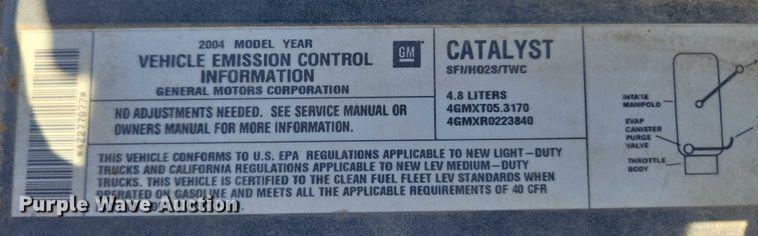 2004 MODEL YEAR
VEHICLE EMISSION CONTROL
INFORMATION
GENERAL MOTORS CORPORATION
GM
NO ADJUSTMENTS NEEDED. SEE SERVICE MANUAL OR
OWNERS MANUAL FOR MORE INFORMATION.
THIS VEHICLE CONFORMS TO U.S. EPA REGULATIONS APPLICABLE TO NEW LIGHT-DUTY
TRUCKS AND CALIFORNIA REGULATIONS APPLICABLE TO NEW LEV MEDIUM-DUTY
TRUCKS. THIS VEHICLE IS CERTIFIED TO THE CLEAN FUEL FLEET LEV STANDARDS WHEN
OPERATED ON GASOLINE AND MEETS ALL THE APPLICABLE REQUIREMENTS OF 40 CFR
CATALYST
SFI/HO2S/TWC
4.8 LITERS
4GMXT05.3170
4GMXR0223840
INTAKE
MANIFOLD
EVAP
CANISTER
PURGE
VALVE
THROTTLE
BODY
Purple Wave Auction